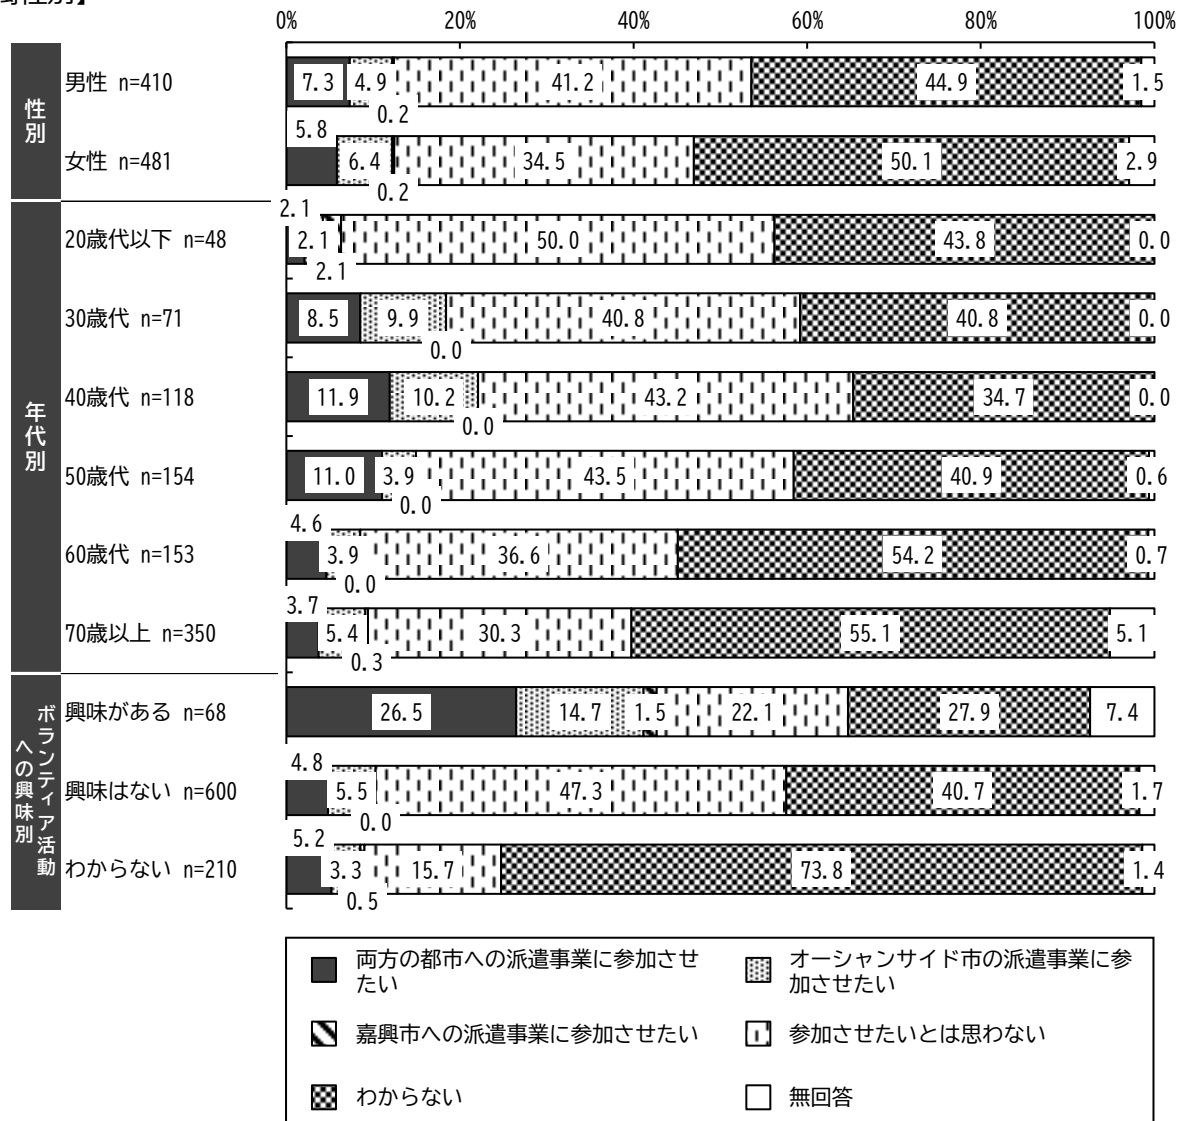 性別】
0% 20% 40% 60% 80% 100%
性別
男性 n=410
7.3 4.9 0.2 41.2 44.9 1.5
女性 n=481
5.8 6.4 0.2 34.5 50.1 2.9
年代別
20歳代以下 n=48
2.1 2.1 2.1 50.0 43.8 0.0
30歳代 n=71
8.5 9.9 0.0 40.8 40.8 0.0
40歳代 n=118
11.9 10.2 0.0 43.2 34.7 0.0
50歳代 n=154
11.0 3.9 0.0 43.5 40.9 0.6
60歳代 n=153
4.6 3.9 0.0 36.6 54.2 0.7
70歳以上 n=350
3.7 5.4 0.3 30.3 55.1 5.1
ボランティア活動
への興味別
興味がある n=68
26.5 14.7 1.5 22.1 27.9 7.4
興味はない n=600
4.8 5.5 0.0 47.3 40.7 1.7
わからない n=210
5.2 3.3 0.5 15.7 73.8 1.4
両方の都市への派遣事業に参加させ
たい
オーシャンサイド市の派遣事業に参
加させたい
嘉興市への派遣事業に参加させたい
参加させたいとは思わない
わからない
無回答